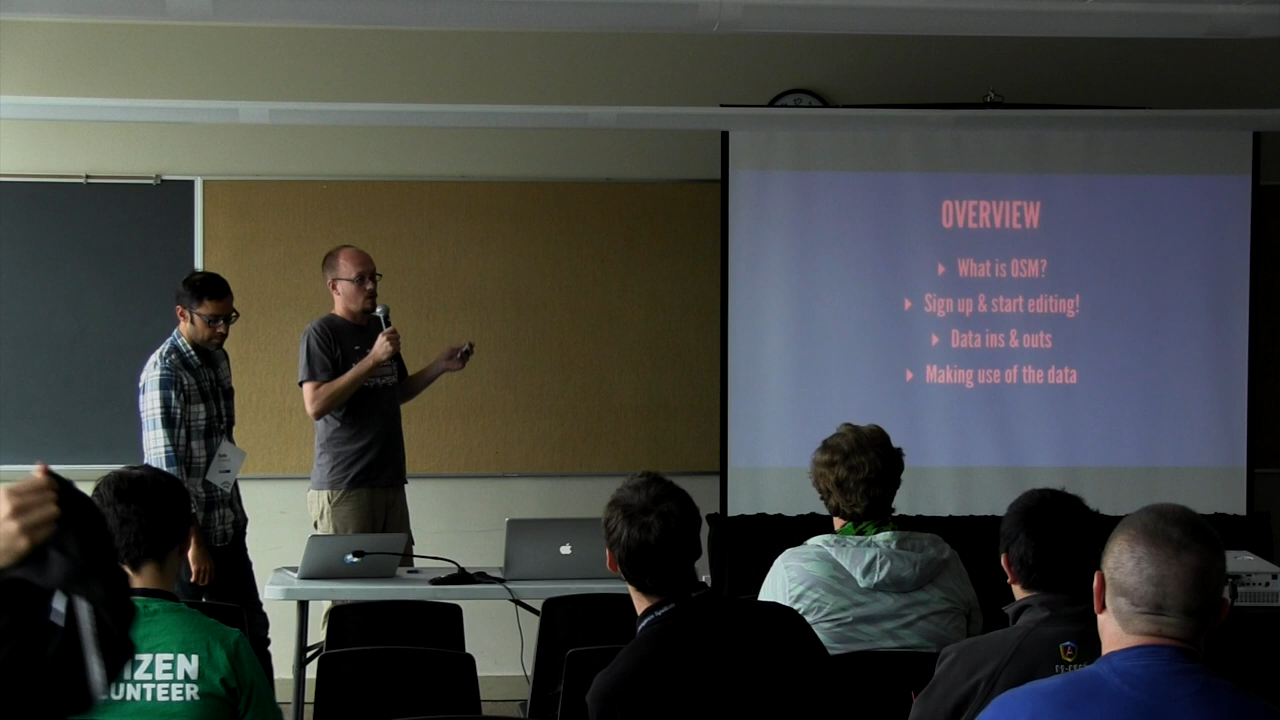 OVERVIEW
What is OSM?
Sign up & start editing!
Data ins & outs
Making use of the data
IZEN
UNTEER